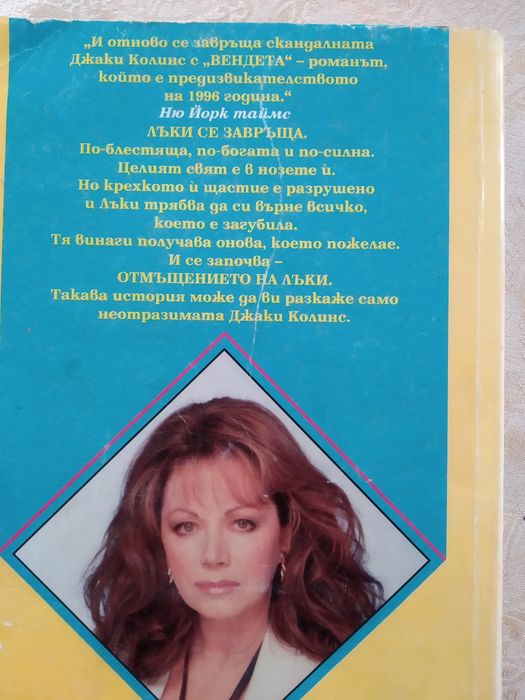 „И отново се завръща скандалната
Джаки Колинс с „ВЕНДЕТА“ – романът,
който е предизвикателството
на 1996 година.“
Ню Йорк таймс
ЛЪКИ СЕ ЗАВРЪЩА.
По-блестяща, по-богата и по-силна.
Целият свят е в нозете ѝ.
Но крехкото ѝ щастие е разрушено
и Лъки трябва да си върне всичко,
което е загубила.
Тя винаги получава онова, което пожелае.
И се започва –
ОТМЪЩЕНИЕТО НА ЛЪКИ.
Такава история може да ви разкаже само
неотразимата Джаки Колинс.